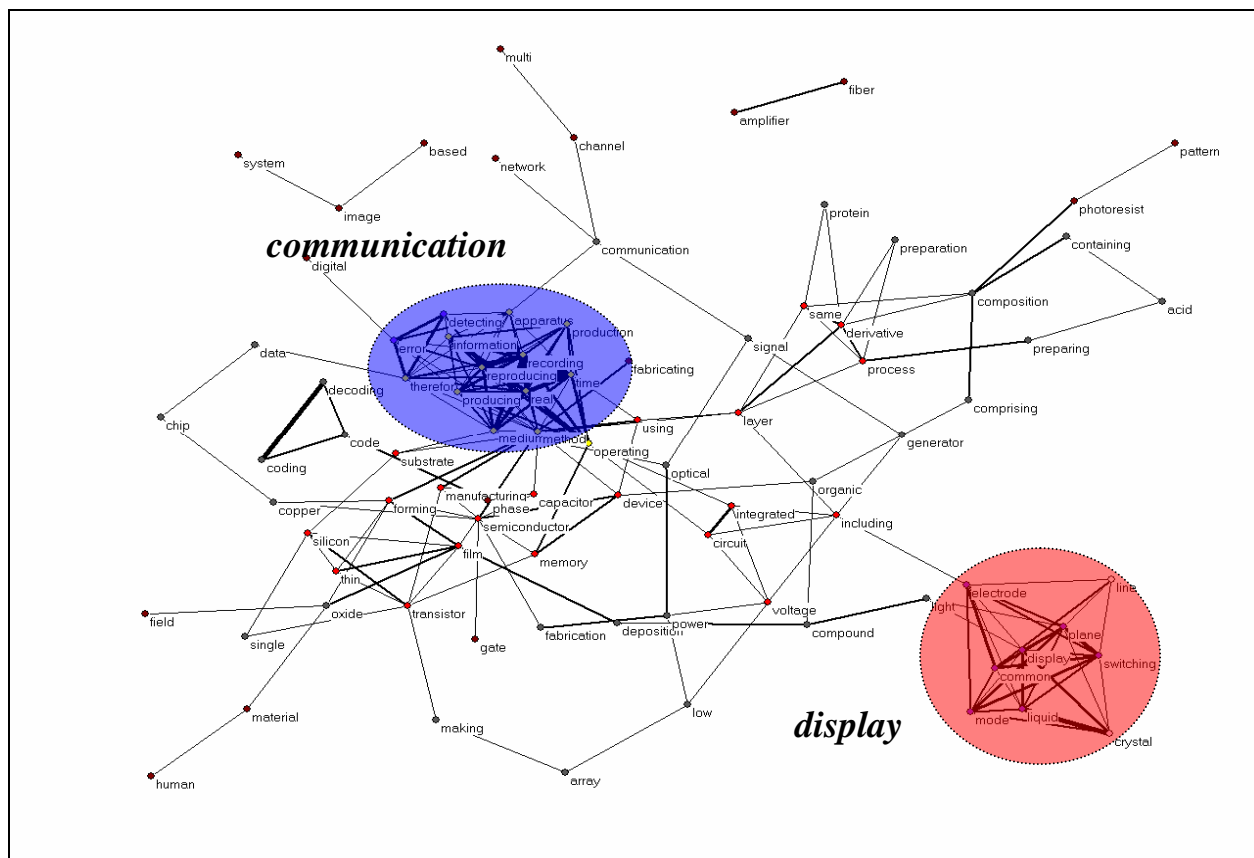 multi
fiber
amplifier
channel
based
pattern
system
network
image
protein
photoresist
communication
digital
communication
preparation
containing
composition
acid
detecting
apparatus
same
information
production
derivative
signal
data
error
recording
process
preparing
therefor
reproducing
time
fabricating
decoding
producing
real
comprising
chip
code
medium
method
using
layer
coding
substrate
operating
generator
optical
organic
copper
forming
manufacturing
phase
capacitor
device
integrated
including
silicon
semiconductor
circuit
film
memory
thin
electrode
line
field
oxide
transistor
voltage
light
single
gate
fabrication
deposition
power
compound
plane
display
switching
common
material
making
low
display
mode
liquid
crystal
human
array